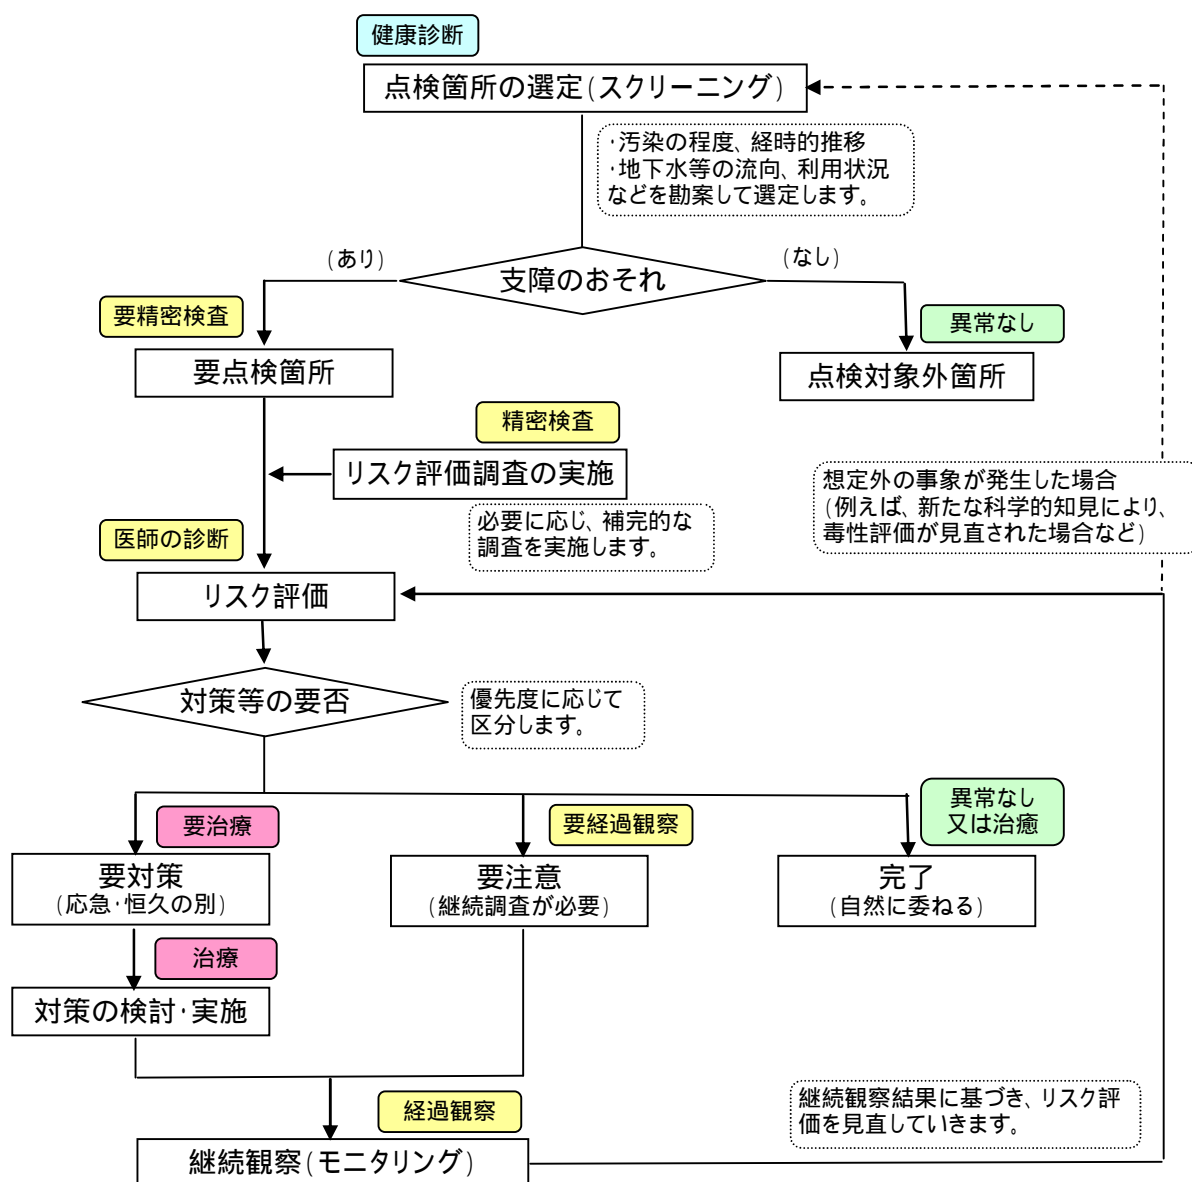 健康診断
点検箇所の選定(スクリーニング)
・汚染の程度、経時的推移
・地下水等の流向、利用状況
などを勘案して選定します。
(あり)
支障のおそれ
(なし)
要精密検査
異常なし
要点検箇所
点検対象外箇所
精密検査
リスク評価調査の実施
想定外の事象が発生した場合
(例えば、新たな科学的知見により、
毒性評価が見直された場合など)
必要に応じ、補完的な
調査を実施します。
医師の診断
リスク評価
対策等の要否
優先度に応じて
区分します。
要治療
要経過観察
異常なし
又は治癒
要対策
(応急・恒久の別)
要注意
(継続調査が必要)
完了
(自然に委ねる)
治療
対策の検討・実施
経過観察
継続観察結果に基づき、リスク評
価を見直していきます。
継続観察(モニタリング)